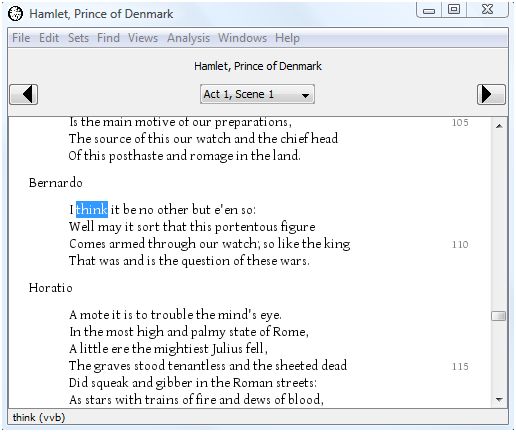 Hamlet, Prince of Denmark
File Edit Sets Find Views Analysis Windows Help
Hamlet, Prince of Denmark
Act 1, Scene 1
Is the main motive of our preparations, 105
The source of this our watch and the chief head
Of this posthaste and romage in the land.
Bernardo
I think it be no other but e'en so:
Well may it sort that this portentous figure
Comes armed through our watch; so like the king 110
That was and is the question of these wars.
Horatio
A mote it is to trouble the mind's eye.
In the most high and palmy state of Rome,
A little ere the mightiest Julius fell,
The graves stood tenantless and the sheeted dead 115
Did squeak and gibber in the Roman streets:
As stars with trains of fire and dews of blood,
think (vvb)